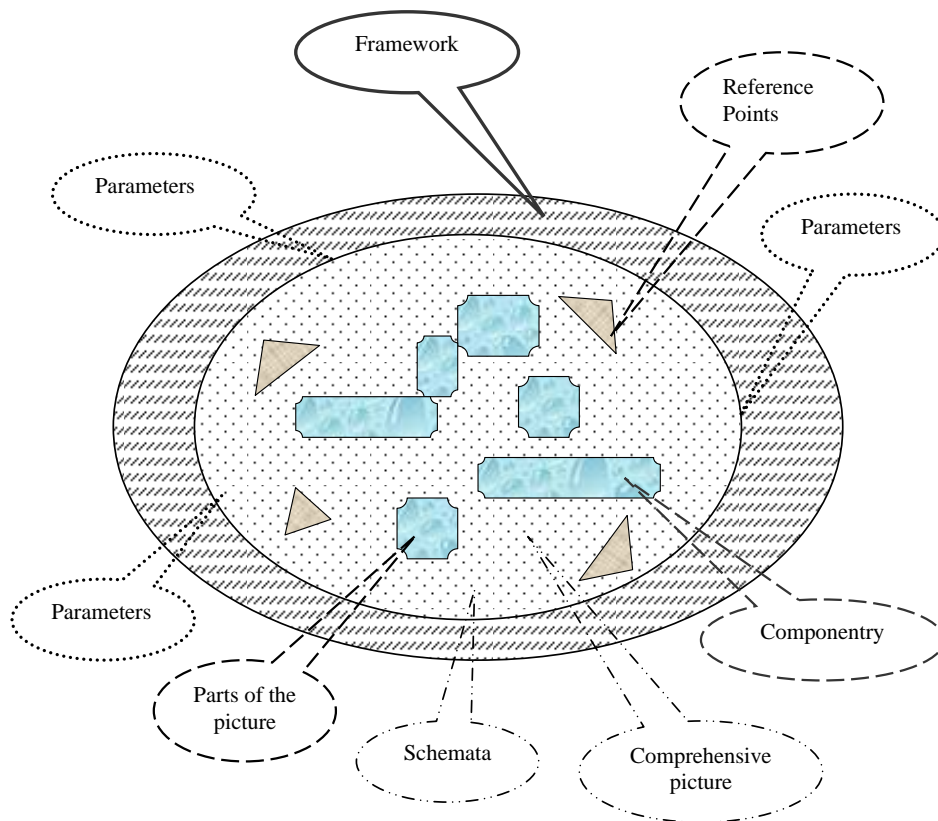 Framework
Reference
Points
Parameters
Parameters
Parameters
Componentry
Parts of the
picture
Schemata
Comprehensive
picture